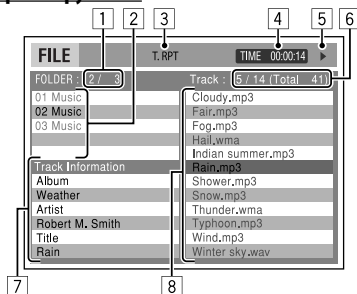 1 2 3 4 5 6
FILE T. RPT TIME 00:00:14
FOLDER : 2 / 3 Track : 5 / 14 (Total 41)
01 Music
02 Music
03 Music
Track Information
Album
Weather
Artist
Robert M. Smith
Title
Rain
Cloudy.mp3
Fair.mp3
Fog.mp3
Hail.wma
Indian summer.mp3
Rain.mp3
Shower.mp3
Snow.mp3
Thunder.wma
Typhoon.mp3
Wind.mp3
Winter sky.wav
7 8